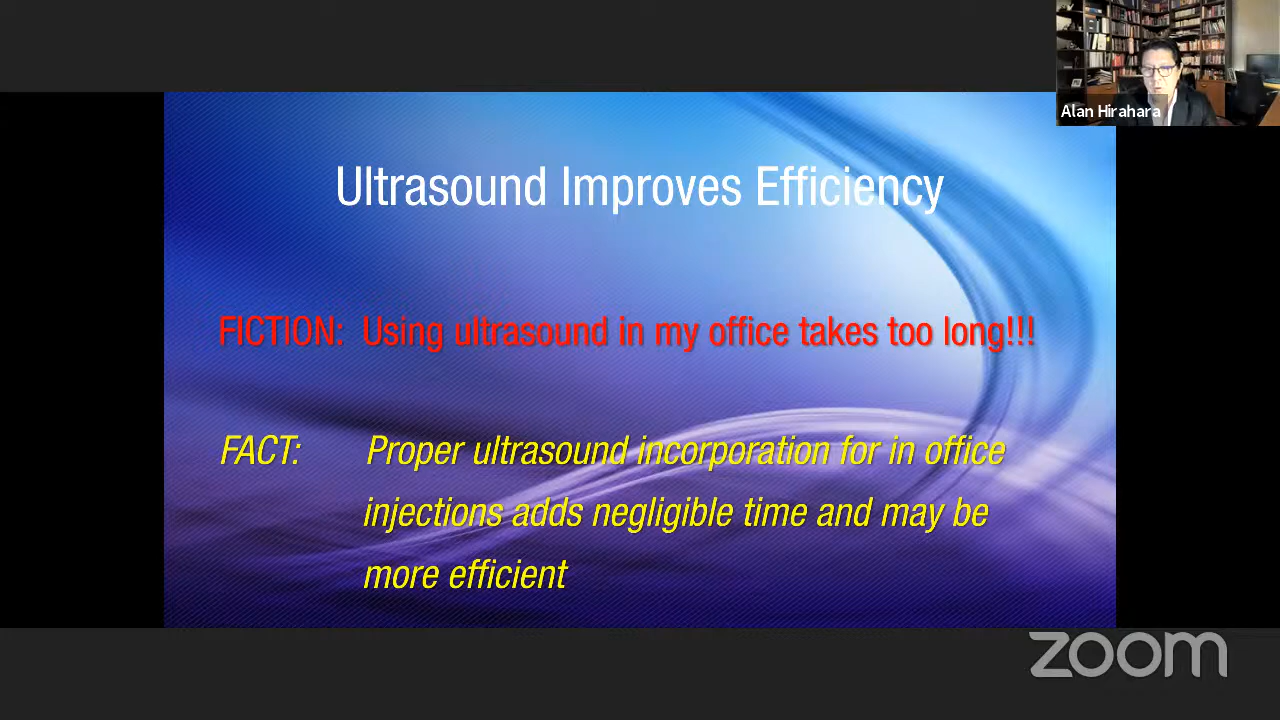 Alan Hirahara
Ultrasound Improves Efficiency
FICTION: Using ultrasound in my office takes too long!!!
FACT: Proper ultrasound incorporation for in office
injections adds negligible time and may be
more efficient
zoom